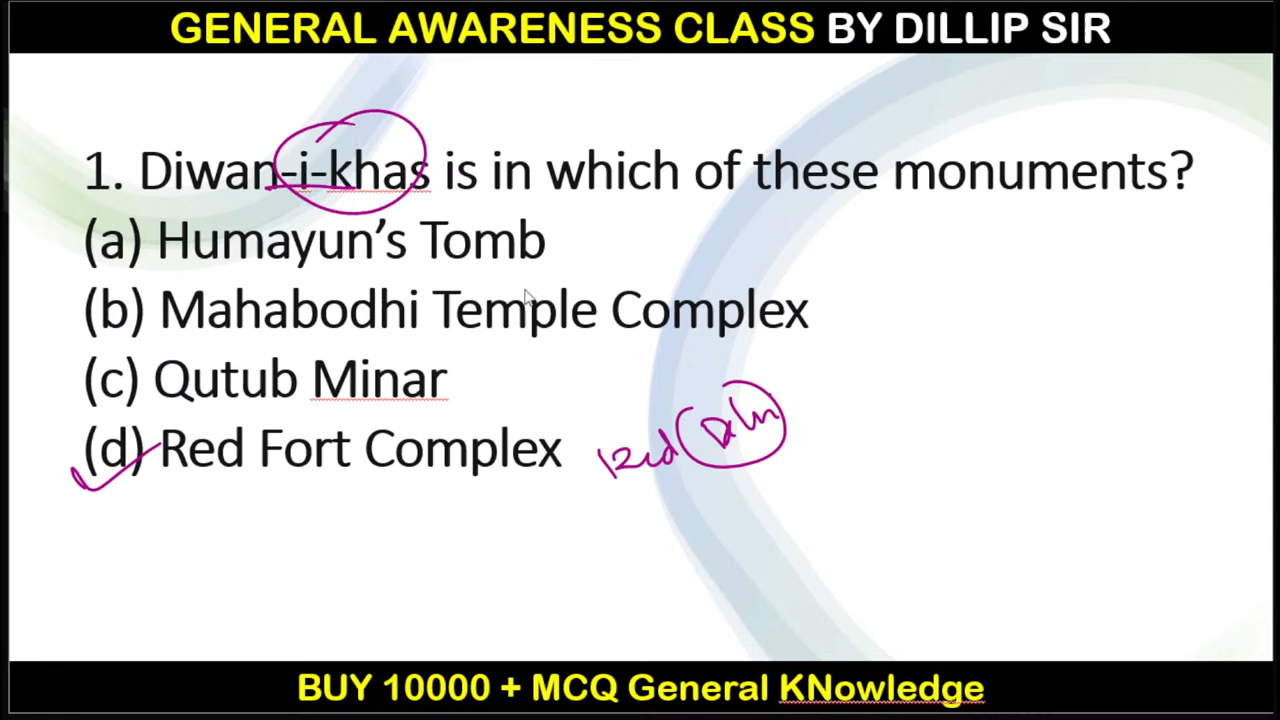 GENERAL AWARENESS CLASS BY DILLIP SIR
1. Diwan-i-khas is in which of these monuments?
(a) Humayun’s Tomb
(b) Mahabodhi Temple Complex
(c) Qutub Minar
(d) Red Fort Complex
Red
BUY 10000 + MCQ General KNowledge